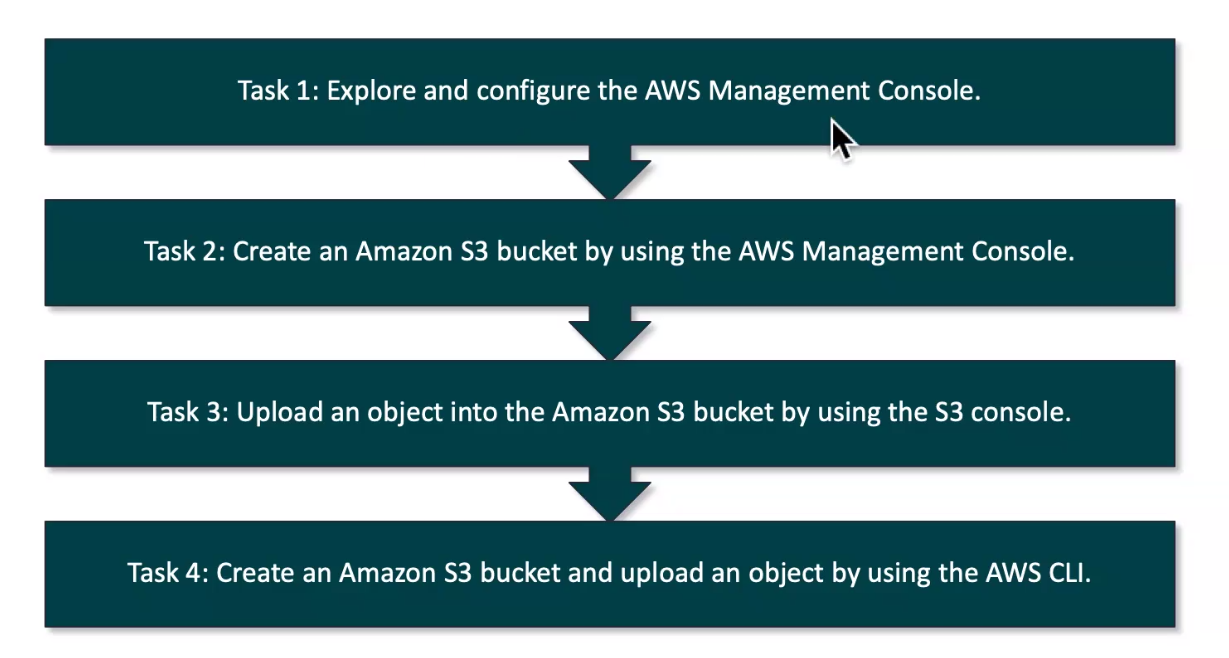 Task 1: Explore and configure the AWS Management Console.
Task 2: Create an Amazon S3 bucket by using the AWS Management Console.
Task 3: Upload an object into the Amazon S3 bucket by using the S3 console.
Task 4: Create an Amazon S3 bucket and upload an object by using the AWS CLI.